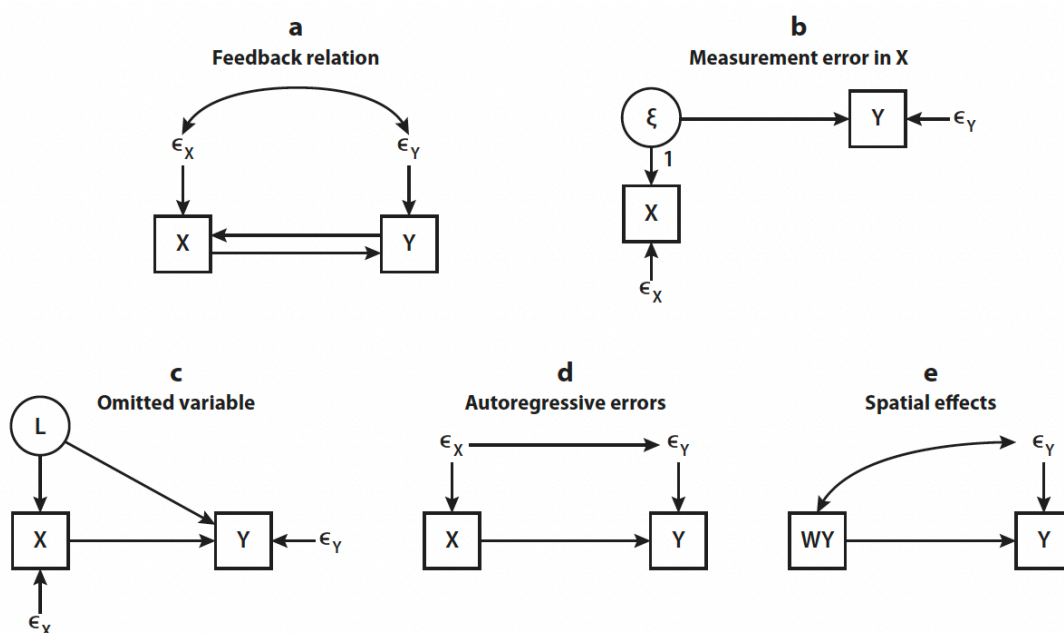 a
Feedback relation
ϵX
ϵY
X
Y
b
Measurement error in X
ξ
1
Y
ϵY
X
ϵX
c
Omitted variable
L
X
Y
ϵY
ϵX
d
Autoregressive errors
ϵX
ϵY
X
Y
e
Spatial effects
ϵY
WY
Y